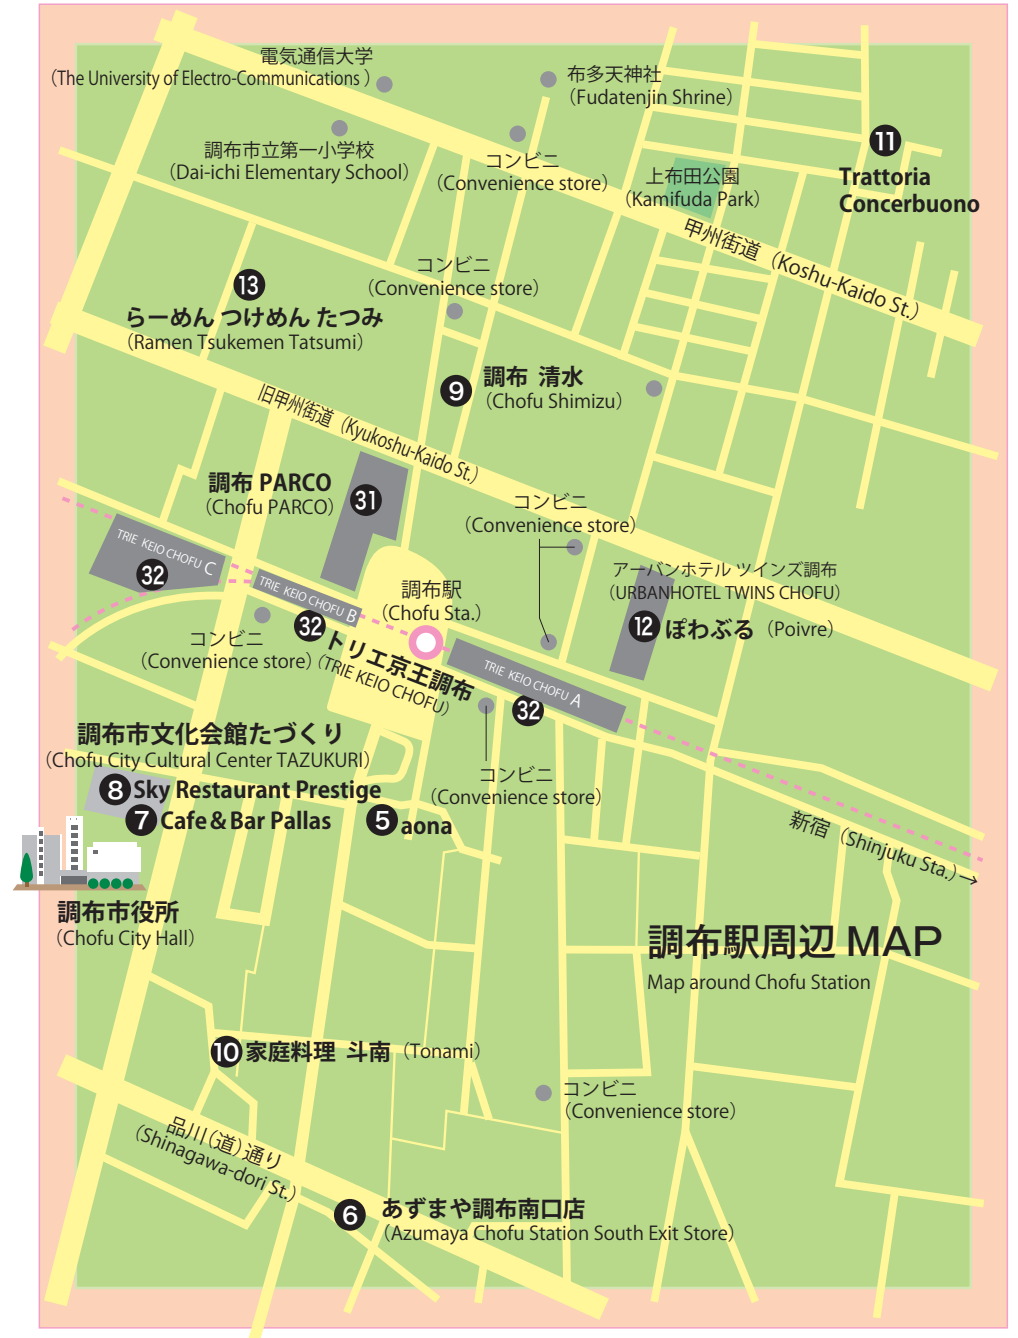 電気通信大学
（The University of Electro-Communications ）
布多天神社
（Fudatenjin Shrine）
調布市立第一小学校
（Dai-ichi Elementary School）
コンビニ
（Convenience store）
上布田公園
（Kamifuda Park）
11
Trattoria
Concerbuono
甲州街道（Koshu-Kaido St.）
コンビニ
（Convenience store）
13
らーめん つけめん たつみ
（Ramen Tsukemen Tatsumi）
9 調布 清水
（Chofu Shimizu）
旧甲州街道（Kyukoshu-Kaido St.）
調布 PARCO
（Chofu PARCO）
31
コンビニ
（Convenience store）
TRIE KEIO CHOFU C
32
TRIE KEIO CHOFU B
32
調布駅
（Chofu Sta.）
アーバンホテル ツインズ調布
（URBANHOTEL TWINS CHOFU）
12 ぽわぶる（Poivre）
コンビニ
（Convenience store）
トリエ京王調布
（TRIE KEIO CHOFU）
TRIE KEIO CHOFU A
32
調布市文化会館たづくり
（Chofu City Cultural Center TAZUKURI）
8 Sky Restaurant Prestige
7 Cafe＆Bar Pallas
5 aona
コンビニ
（Convenience store）
新宿（Shinjuku Sta.）→
調布市役所
（Chofu City Hall）
調布駅周辺 MAP
Map around Chofu Station
10 家庭料理 斗南（Tonami）
コンビニ
（Convenience store）
品川（道）通り
（Shinagawa-dori St.）
6 あずまや調布南口店
（Azumaya Chofu Station South Exit Store）